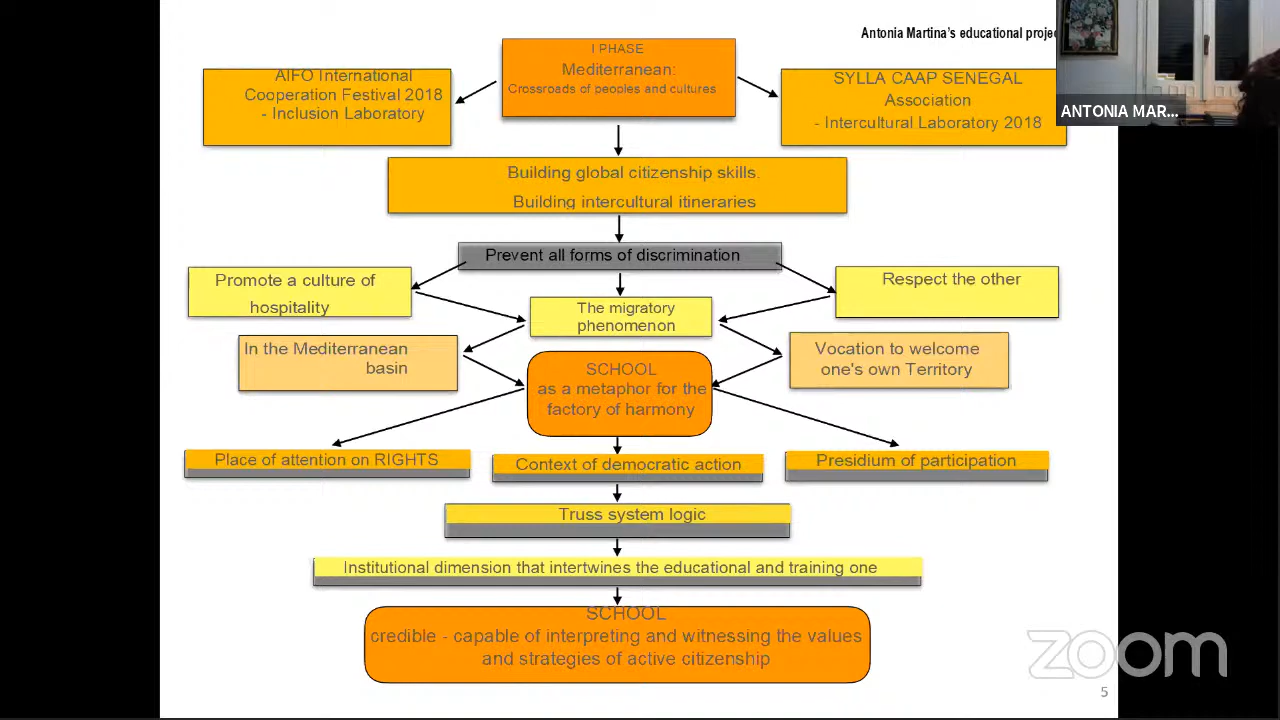 Antonia Martina's educational proje
I PHASE
Mediterranean:
Crossroads of peoples and cultures
AIFO International
Cooperation Festival 2018
- Inclusion Laboratory
SYLLA CAAP SENEGAL
Association
- Intercultural Laboratory 2018
ANTONIA MAR...
Building global citizenship skills.
Building intercultural itineraries
Prevent all forms of discrimination
Promote a culture of
hospitality
Respect the other
The migratory
phenomenon
In the Mediterranean
basin
Vocation to welcome
one's own Territory
SCHOOL
as a metaphor for the
factory of harmony
Place of attention on RIGHTS
Context of democratic action
Presidium of participation
Truss system logic
Institutional dimension that intertwines the educational and training one
SCHOOL
credible - capable of interpreting and witnessing the values
and strategies of active citizenship
zoom
5